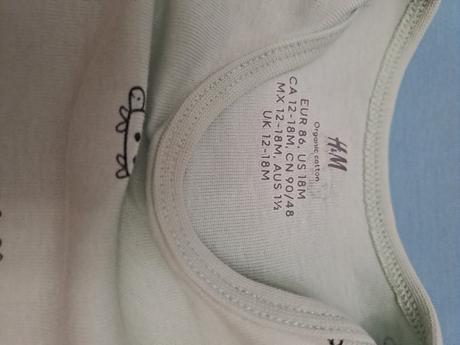 H&M
Organic cotton
EUR 86, US 18M
CA 12-18M, CN 90/48
MX 12-18M, AUS 1½
UK 12-18M